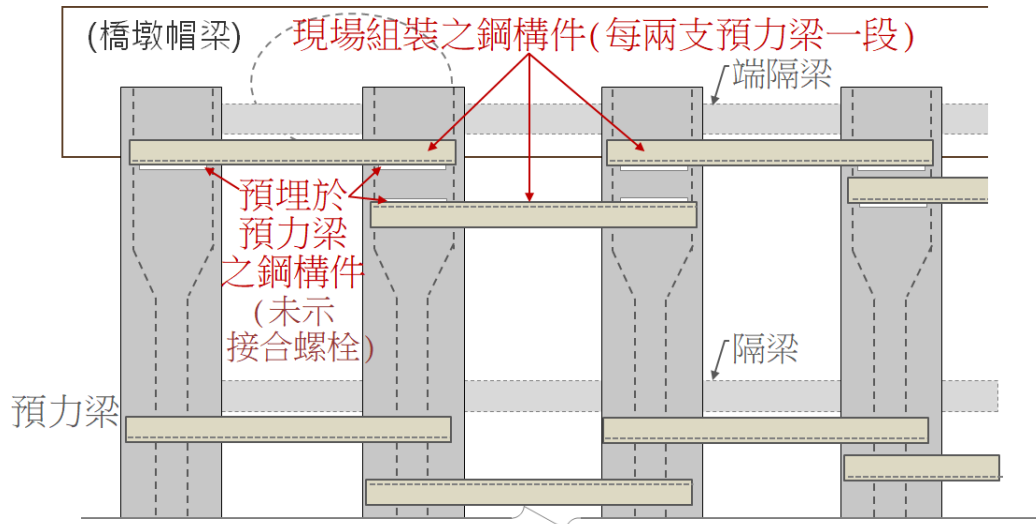 (橋墩帽梁)
現場組裝之鋼構件(每兩支預力梁一段)
端隔梁
預埋於
預力梁
之鋼構件
(未示
接合螺栓)
隔梁
預力梁